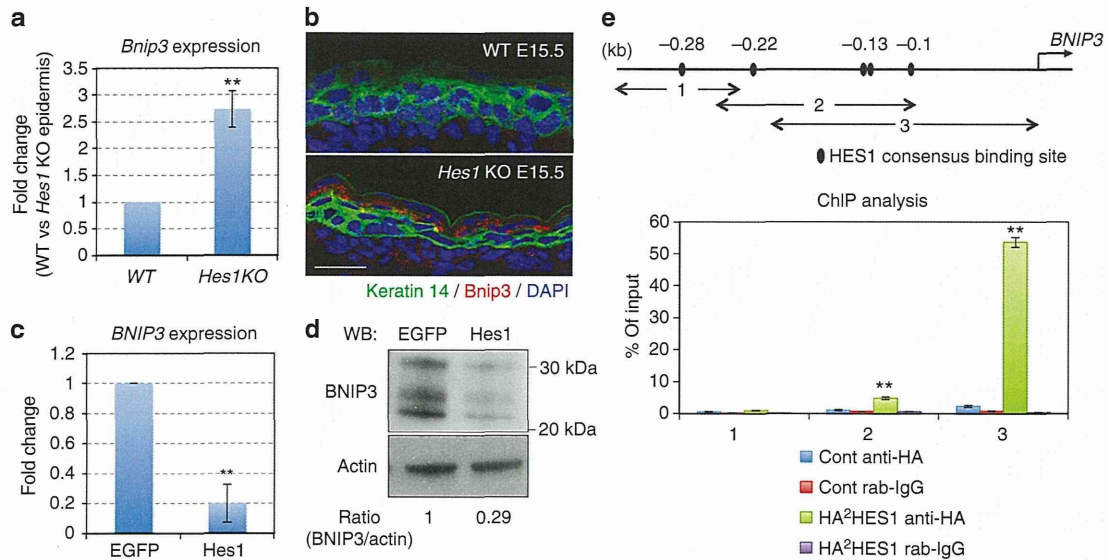 a
Bnip3 expression
Fold change
(WT vs Hes1 KO epidermis)
3.5
3
2.5
2
1.5
1
0.5
0
**
WT
Hes1KO
b
WT E15.5
Hes1 KO E15.5
Keratin 14 / Bnip3 / DAPI
c
BNIP3 expression
Fold change
1.2
1
0.8
0.6
0.4
0.2
0
**
EGFP
Hes1
d
WB:
EGFP
Hes1
BNIP3
30 kDa
20 kDa
Actin
Ratio
(BNIP3/actin)
1
0.29
e
(kb)
–0.28
–0.22
–0.13
–0.1
BNIP3
1
2
3
HES1 consensus binding site
ChIP analysis
% Of input
60
50
40
30
20
10
0
**
**
1
2
3
Cont anti-HA
Cont rab-IgG
HA²HES1 anti-HA
HA²HES1 rab-IgG